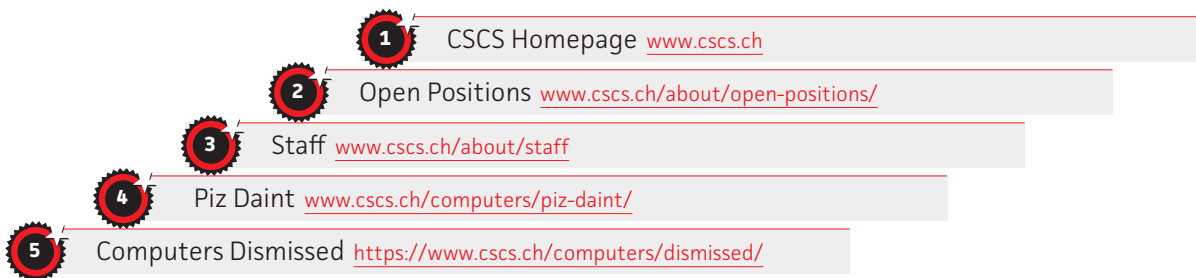 1 CSCS Homepage www.cscs.ch
2 Open Positions www.cscs.ch/about/open-positions/
3 Staff www.cscs.ch/about/staff
4 Piz Daint www.cscs.ch/computers/piz-daint/
5 Computers Dismissed https://www.cscs.ch/computers/dismissed/